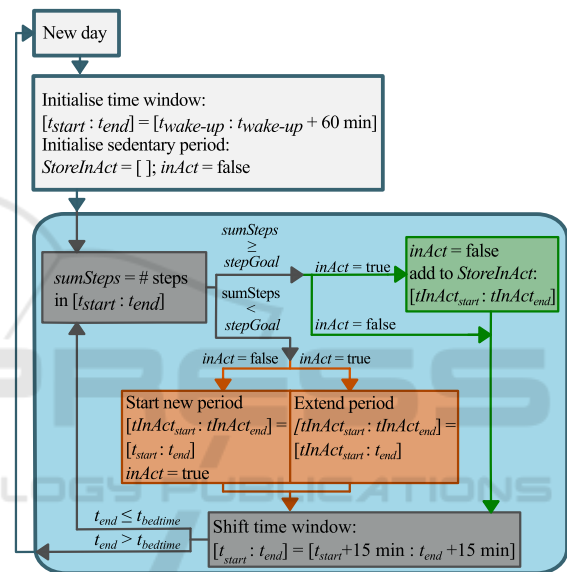 New day
Initialise time window:
[tstart : tend] = [twake-up : twake-up + 60 min]
Initialise sedentary period:
StoreInAct = [ ]; inAct = false
sumSteps = # steps
in [tstart : tend]
sumSteps
≥
stepGoal
sumSteps
<
stepGoal
inAct = true
inAct = false
inAct = false
add to StoreInAct:
[tInActstart : tInActend]
inAct = false
inAct = true
Start new period
[tInActstart : tInActend] =
[tstart : tend]
inAct = true
Extend period
[tInActstart : tInActend] =
[tInActstart : tend]
tend ≤ tbedtime
tend > tbedtime
Shift time window:
[tstart : tend] = [tstart+15 min : tend +15 min]
PRESS
LOGY PUBLICATIONS